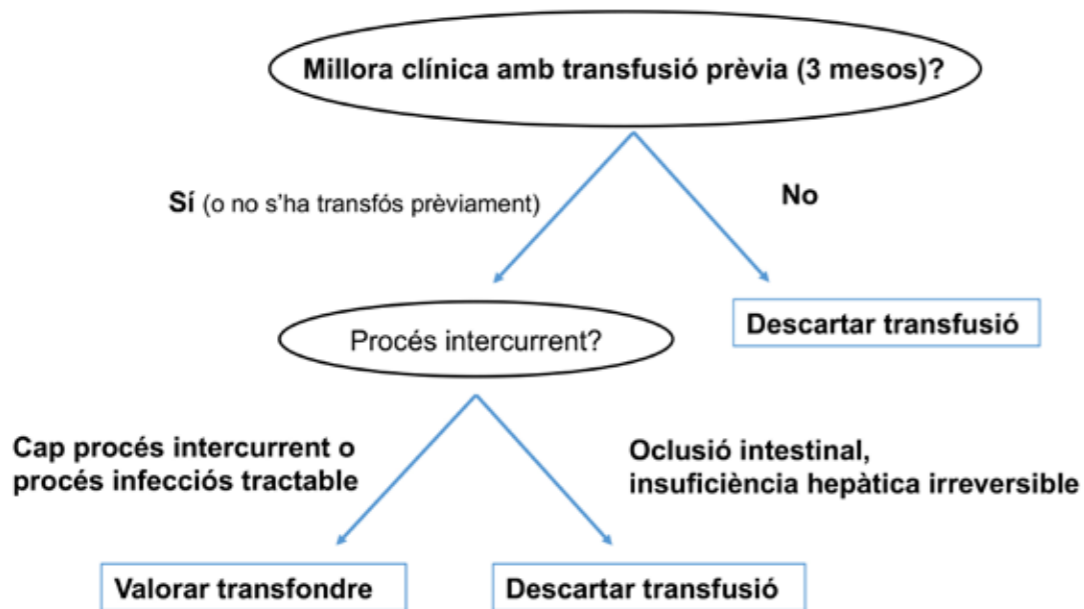 Millora clínica amb transfusió prèvia (3 mesos)?
Sí (o no s'ha transfós prèviament)
No
Procés intercurrent?
Descartar transfusió
Cap procés intercurrent o
procés infecciós tractable
Oclusió intestinal,
insuficiència hepàtica irreversible
Valorar transfondre
Descartar transfusió